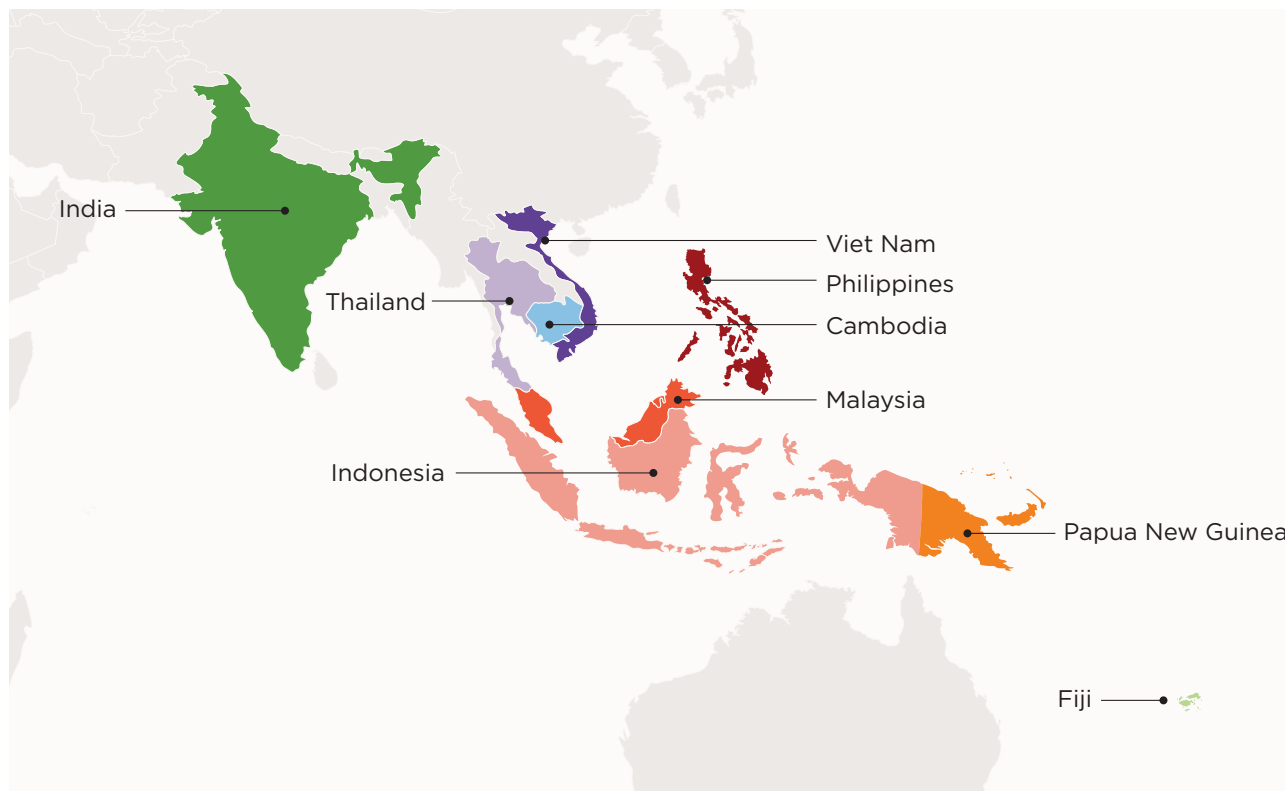 India
Viet Nam
Philippines
Thailand
Cambodia
Malaysia
Indonesia
Papua New Guinea
Fiji